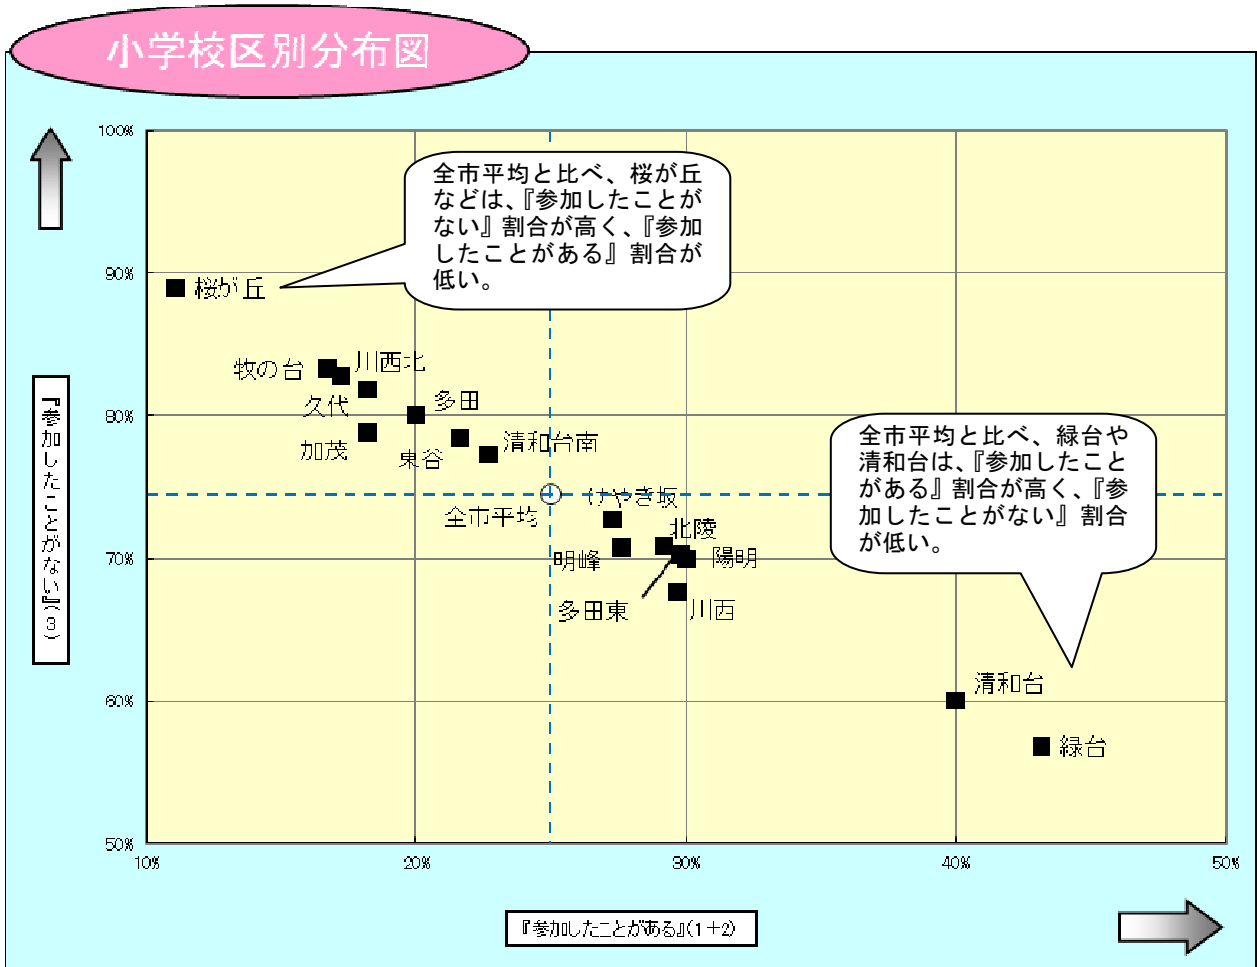 小学校区別分布図
100%
90%
80%
70%
60%
50%
10%
20%
30%
40%
50%
『参加したことがない』(3)
『参加したことがある』(1+2)
全市平均と比べ、桜が丘
などは、『参加したことが
ない』割合が高く、『参加
したことがある』割合が
低い。
桜が丘
牧の台
川西北
久代
多田
加茂
東谷
清和台南
全市平均
けやき坂
北陵
明峰
陽明
多田東
川西
全市平均と比べ、緑台や
清和台は、『参加したこと
がある』割合が高く、『参
加したことがない』割合
が低い。
清和台
緑台